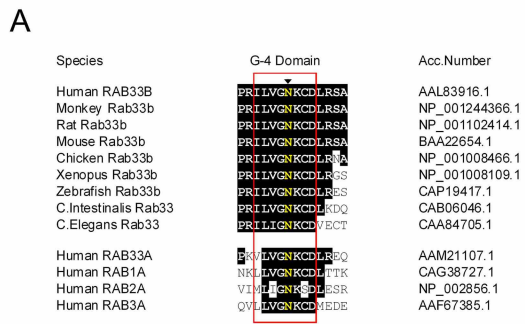 A
Species G-4 Domain Acc.Number
Human RAB33B PRILVGNKCDLRSA AAL83916.1
Monkey Rab33b PRILVGNKCDLRSA NP_001244366.1
Rat Rab33b PRILVGNKCDLRSA NP_001102414.1
Mouse Rab33b PRILVGNKCDLRSA BAA22654.1
Chicken Rab33b PRILVGNKCDLRNA NP_001008466.1
Xenopus Rab33b PRILVGNKCDLRGS NP_001008109.1
Zebrafish Rab33b PRILVGNKCDLRES CAP19417.1
C.Intestinalis Rab33 PRILVGNKCDLKDQ CAB06046.1
C.Elegans Rab33 PRILIGNKCDVECT CAA84705.1
Human RAB33A PKVLVGNKCDLREQ AAM21107.1
Human RAB1A NKLLVGNKCDLTTK CAG38727.1
Human RAB2A VIMLIGNKSDLESR NP_002856.1
Human RAB3A QVLLVGNKCDMEDE AAF67385.1